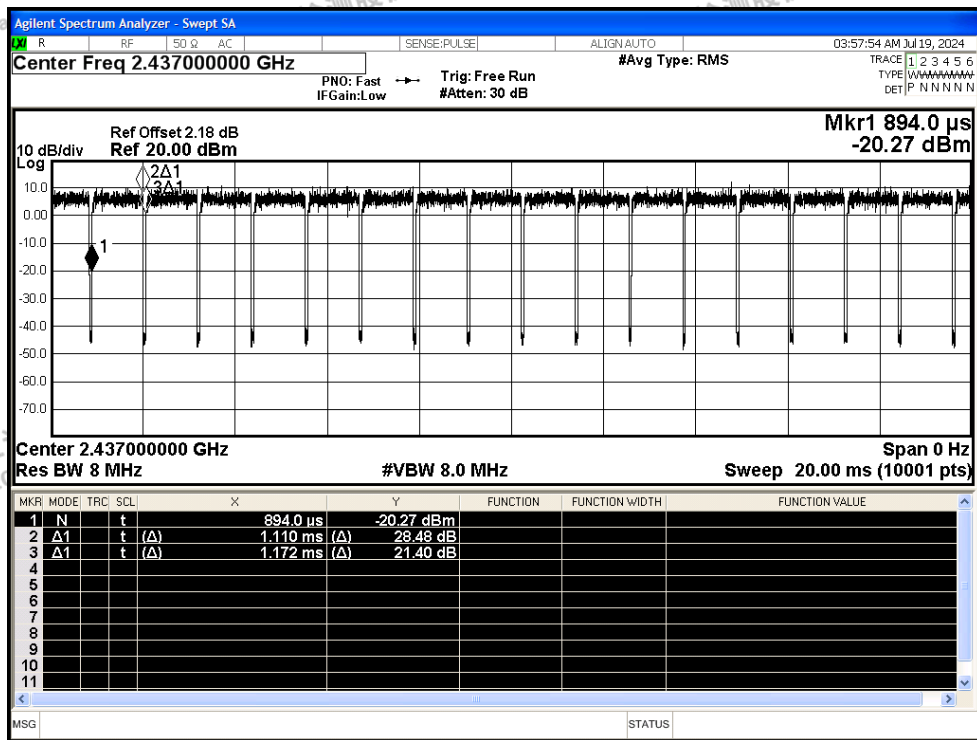 Agilent Spectrum Analyzer - Swept SA
LXI R RF 50 Ω AC SENSE:PULSE ALIGN AUTO 03:57:54 AM Jul 19, 2024
Center Freq 2.437000000 GHz
PNO: Fast
IFGain:Low
Trig: Free Run
#Atten: 30 dB
#Avg Type: RMS
TRACE 1 2 3 4 5 6
TYPE WWWWWWW
DET P N N N N N
Mkr1 894.0 µs
-20.27 dBm
Ref Offset 2.18 dB
10 dB/div Ref 20.00 dBm
Log
2Δ1
3Δ1
1
10.0
0.00
-10.0
-20.0
-30.0
-40.0
-50.0
-60.0
-70.0
Center 2.437000000 GHz Span 0 Hz
Res BW 8 MHz #VBW 8.0 MHz Sweep 20.00 ms (10001 pts)
MKR MODE TRC SCL X Y FUNCTION FUNCTION WIDTH FUNCTION VALUE
1 N t 894.0 µs -20.27 dBm
2 Δ1 t (Δ) 1.110 ms (Δ) 28.48 dB
3 Δ1 t (Δ) 1.172 ms (Δ) 21.40 dB
4
5
6
7
8
9
10
11
MSG STATUS